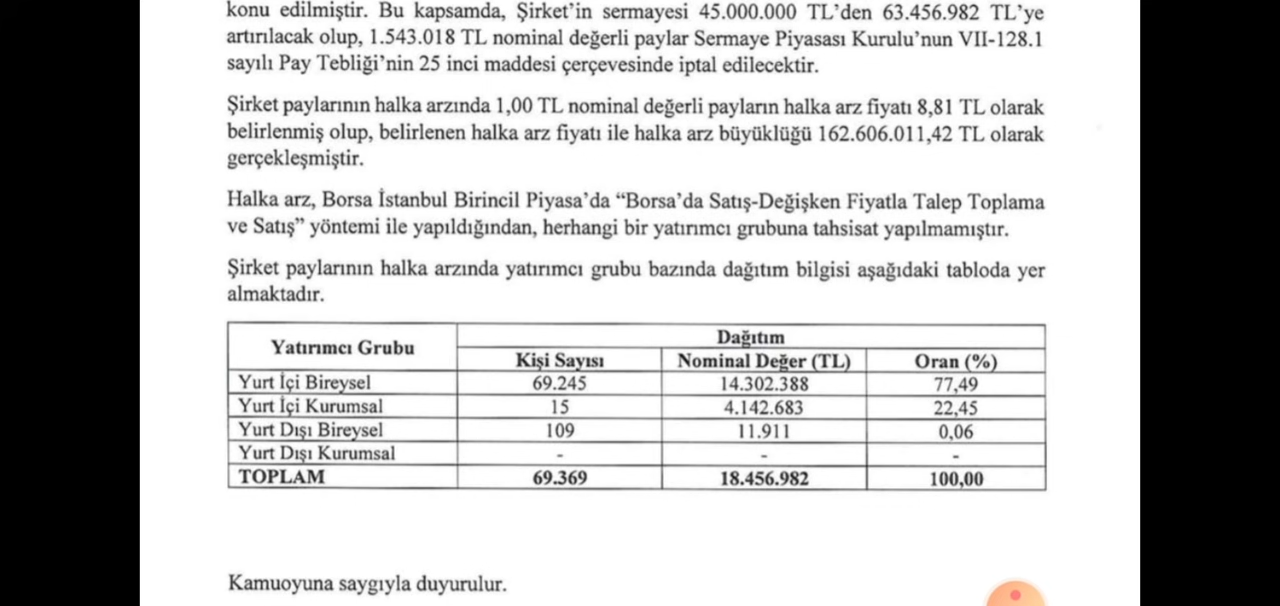 konu edilmiştir. Bu kapsamda, Şirket’in sermayesi 45.000.000 TL’den 63.456.982 TL’ye
artırılacak olup, 1.543.018 TL nominal değerli paylar Sermaye Piyasası Kurulu’nun VII-128.1
sayılı Pay Tebliği’nin 25 inci maddesi çerçevesinde iptal edilecektir.
Şirket paylarının halka arzında 1,00 TL nominal değerli payların halka arz fiyatı 8,81 TL olarak
belirlenmiş olup, belirlenen halka arz fiyatı ile halka arz büyüklüğü 162.606.011,42 TL olarak
gerçekleşmiştir.
Halka arz, Borsa İstanbul Birincil Piyasa’da “Borsa’da Satış-Değişken Fiyatla Talep Toplama
ve Satış” yöntemi ile yapıldığından, herhangi bir yatırımcı grubuna tahsisat yapılmamıştır.
Şirket paylarının halka arzında yatırımcı grubu bazında dağıtım bilgisi aşağıdaki tabloda yer
almaktadır.
Yatırımcı Grubu Dağıtım
Kişi Sayısı Nominal Değer (TL) Oran (%)
Yurt İçi Bireysel 69.245 14.302.388 77,49
Yurt İçi Kurumsal 15 4.142.683 22,45
Yurt Dışı Bireysel 109 11.911 0,06
Yurt Dışı Kurumsal - - -
TOPLAM 69.369 18.456.982 100,00
Kamuoyuna saygıyla duyurulur.